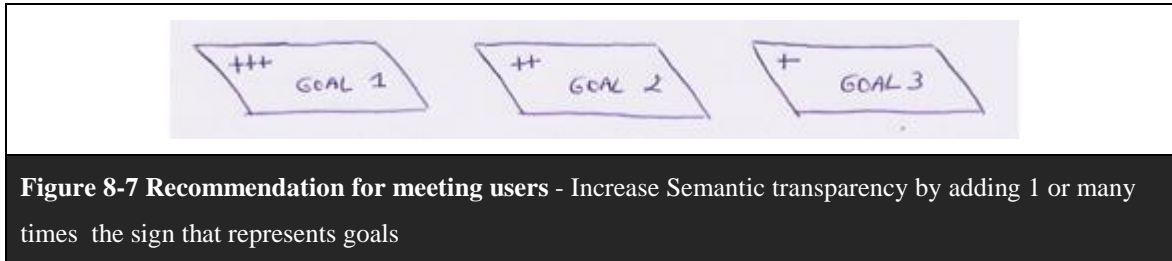 +++ GOAL 1 ++ GOAL 2 + GOAL 3
Figure 8-7 Recommendation for meeting users - Increase Semantic transparency by adding 1 or many
times the sign that represents goals